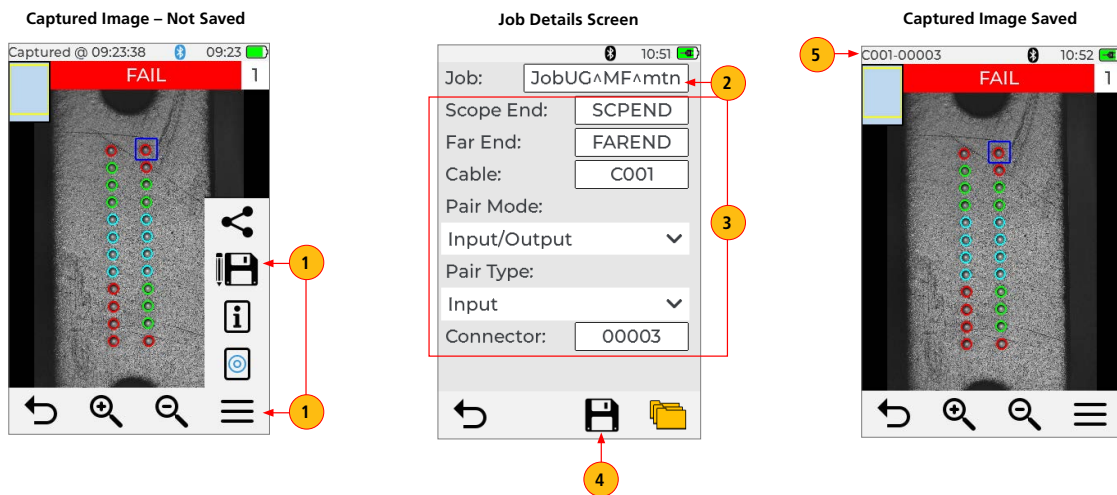 Captured Image – Not Saved
Captured @ 09:23:38 09:23
FAIL 1
i
1
1
Job Details Screen
10:51
Job: JobUG^MF^mtn
2
Scope End: SCPEND
Far End: FAREND
Cable: C001
Pair Mode:
3
Input/Output
Pair Type:
Input
Connector: 00003
4
Captured Image Saved
5
C001-00003 10:52
FAIL 1